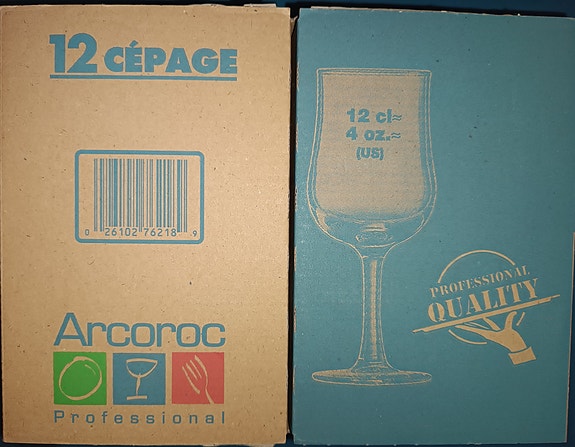 12 CÉPAGE
0 26102 76218 9
Arcoroc
Professional
12 cl≈
4 oz.≈
(US)
PROFESSIONAL
QUALITY